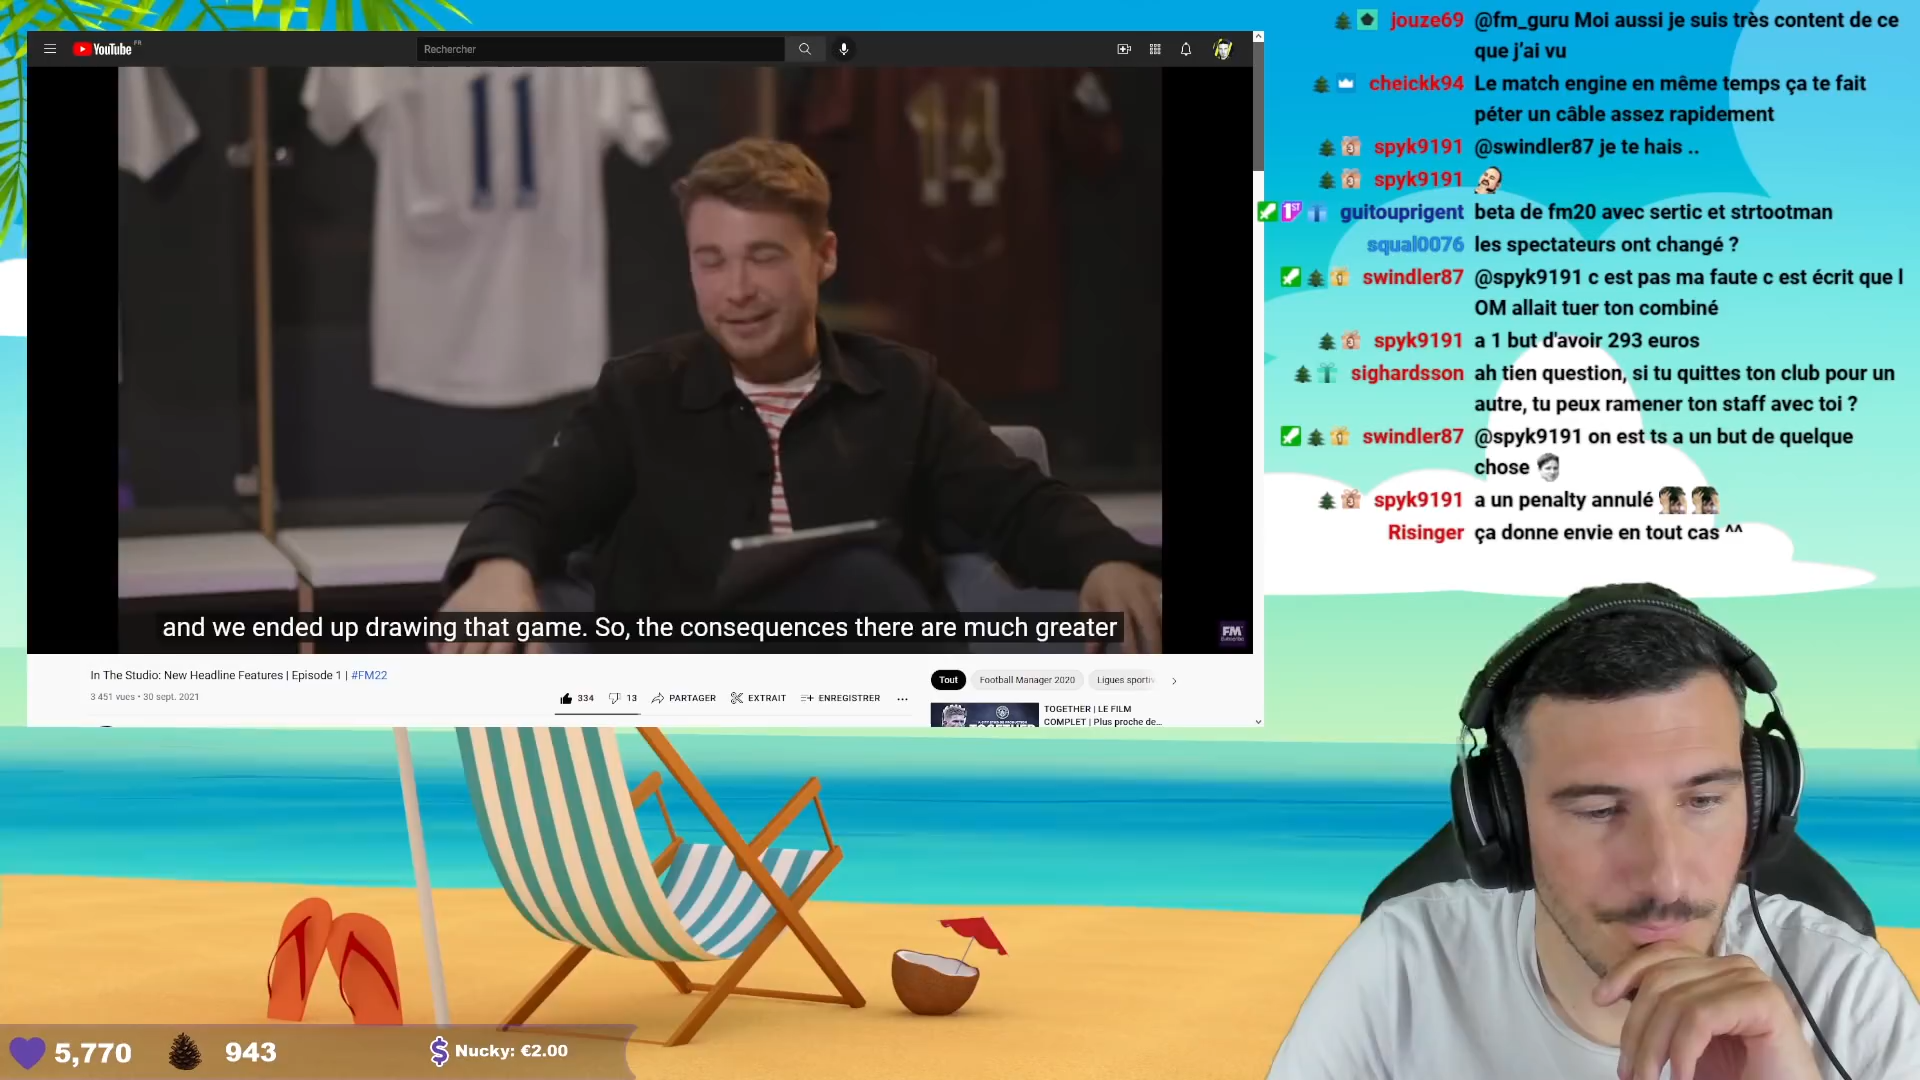 YouTube FR
Rechercher
11
and we ended up drawing that game. So, the consequences there are much greater
FM
In The Studio: New Headline Features | Episode 1 | #FM22
3 451 vues • 30 sept. 2021
334
13
PARTAGER
EXTRAIT
ENREGISTRER
Tout
Football Manager 2020
Ligues sporti
TOGETHER | LE FILM
COMPLET | Plus proche de...
jouze69 @fm_guru Moi aussi je suis très content de ce
que j’ai vu
cheickk94 Le match engine en même temps ça te fait
péter un câble assez rapidement
spyk9191 @swindler87 je te hais ..
spyk9191
1ST guitouprigent beta de fm20 avec sertic et strtootman
squal0076 les spectateurs ont changé ?
swindler87 @spyk9191 c est pas ma faute c est écrit que l
OM allait tuer ton combiné
spyk9191 a 1 but d'avoir 293 euros
sighardsson ah tien question, si tu quittes ton club pour un
autre, tu peux ramener ton staff avec toi ?
swindler87 @spyk9191 on est ts a un but de quelque
chose
spyk9191 a un penalty annulé
Risinger ça donne envie en tout cas ^^
5,770
943
Nucky: €2.00